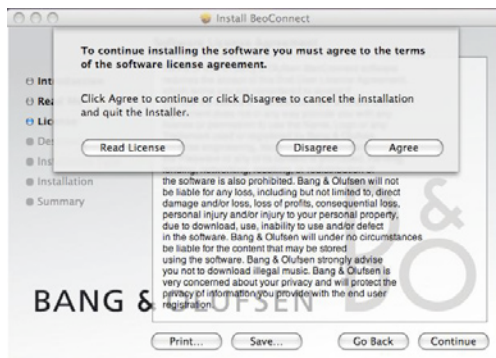 Install BeoConnect
To continue installing the software you must agree to the terms
of the software license agreement.
Click Agree to continue or click Disagree to cancel the installation
and quit the Installer.
Read License
Disagree
Agree
Int
Rea
Lic
Des
Ins
Installation
Summary
the software is also prohibited. Bang & Olufsen will not
be liable for any loss, including but not limited to, direct
damage and/or loss, loss of profits, consequential loss,
personal injury and/or injury to your personal property,
due to download, use, inability to use and/or defect
in the software. Bang & Olufsen will under no circumstances
be liable for the content that may be stored
using the software. Bang & Olufsen strongly advise
you not to download illegal music. Bang & Olufsen is
very concerned about your privacy and will protect the
privacy of information you provide with the end user
registration.
BANG & OLUFSEN
B&O
Print...
Save...
Go Back
Continue